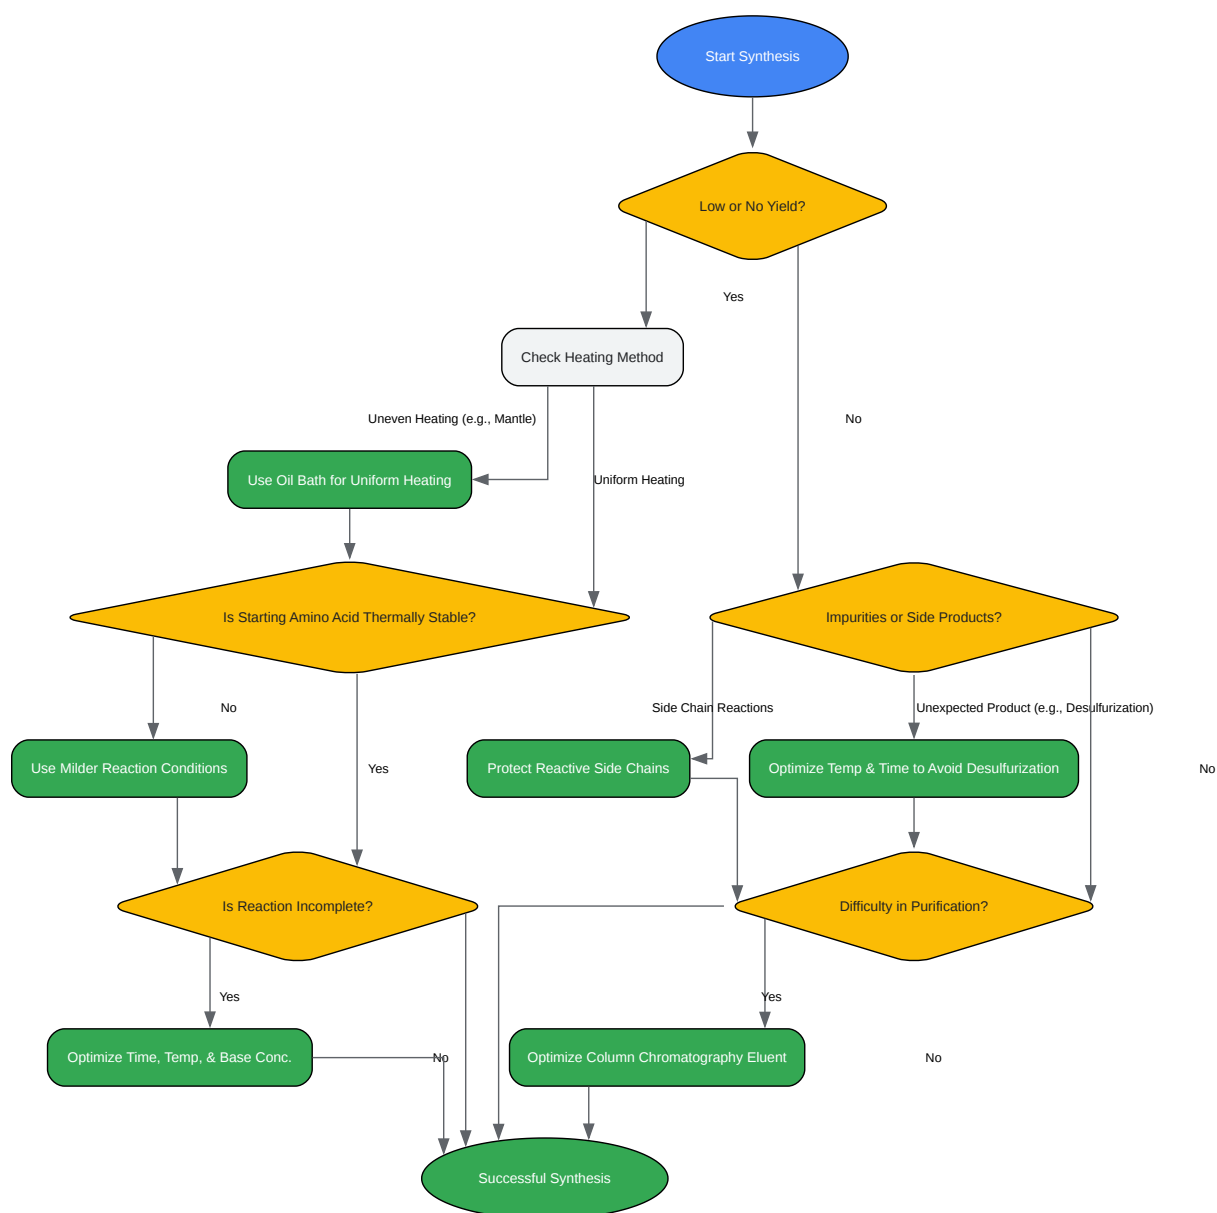 Start Synthesis
Low or No Yield?
Yes
Check Heating Method
Uneven Heating (e.g., Mantle)
No
Use Oil Bath for Uniform Heating
Uniform Heating
Is Starting Amino Acid Thermally Stable?
Impurities or Side Products?
No
Side Chain Reactions
Unexpected Product (e.g., Desulfurization)
Use Milder Reaction Conditions
Yes
Protect Reactive Side Chains
Optimize Temp & Time to Avoid Desulfurization
No
Is Reaction Incomplete?
Difficulty in Purification?
Yes
Yes
Optimize Time, Temp, & Base Conc.
No
Optimize Column Chromatography Eluent
No
Successful Synthesis